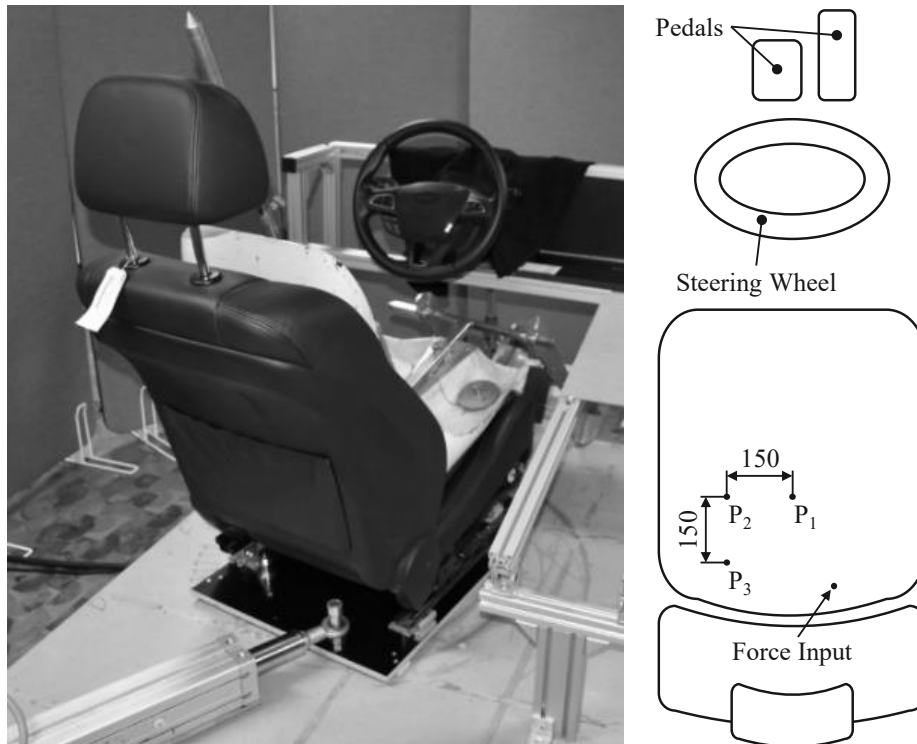 Pedals
Steering Wheel
150
P₂
P₁
150
P₃
Force Input